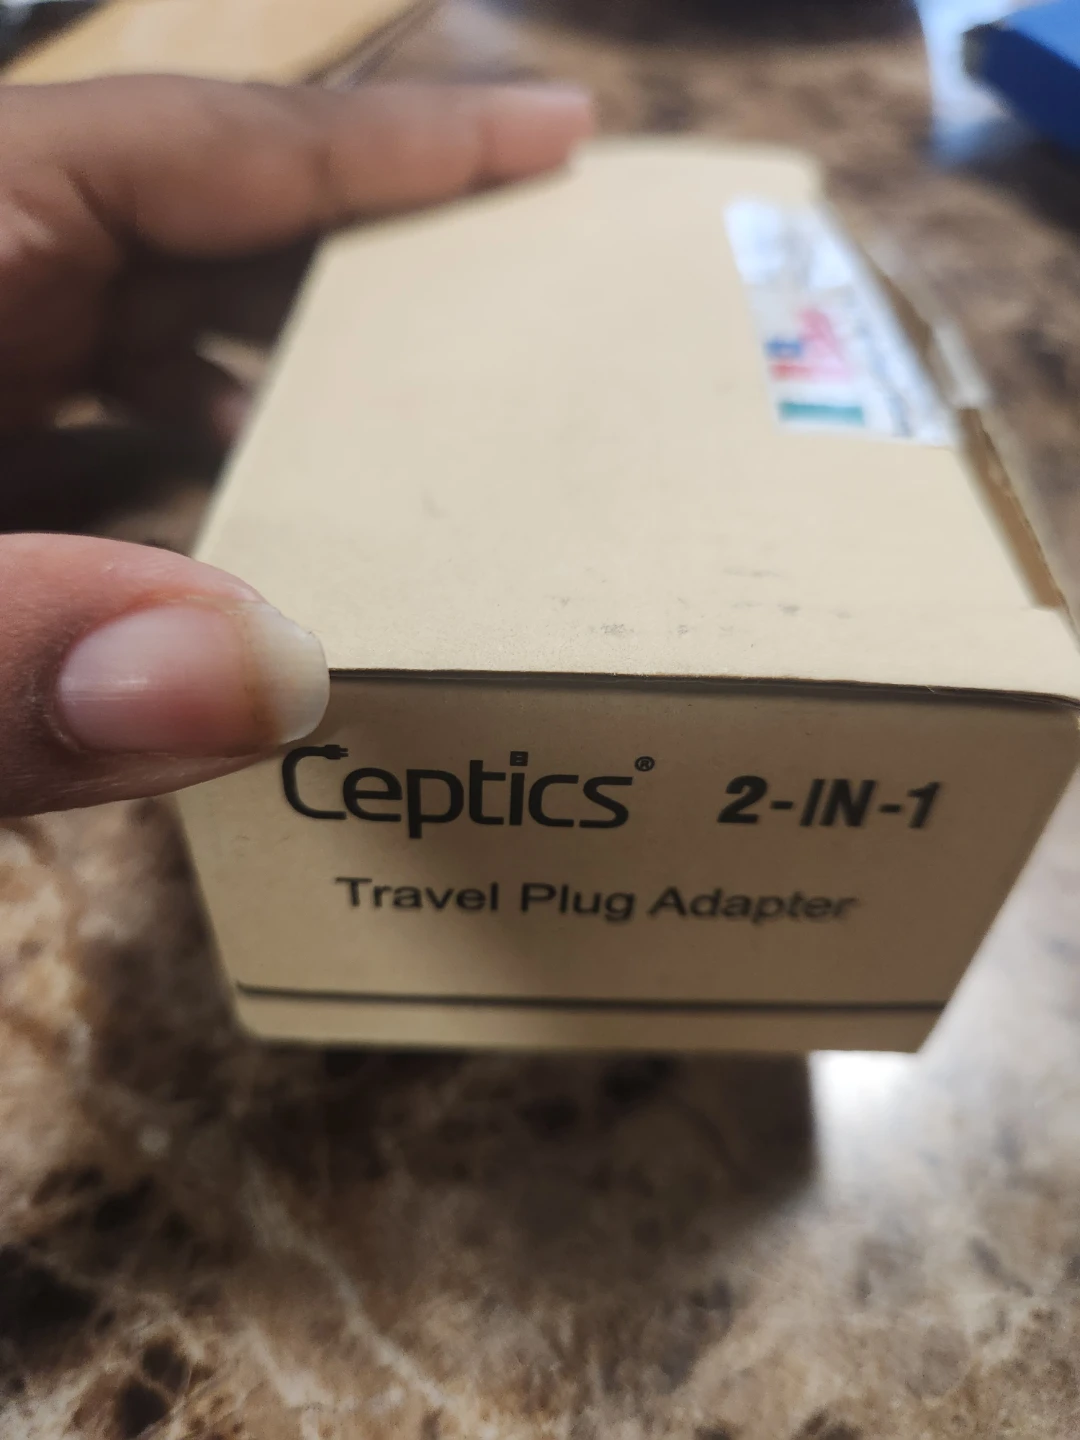 Ceptics® 2-IN-1
Travel Plug Adapter